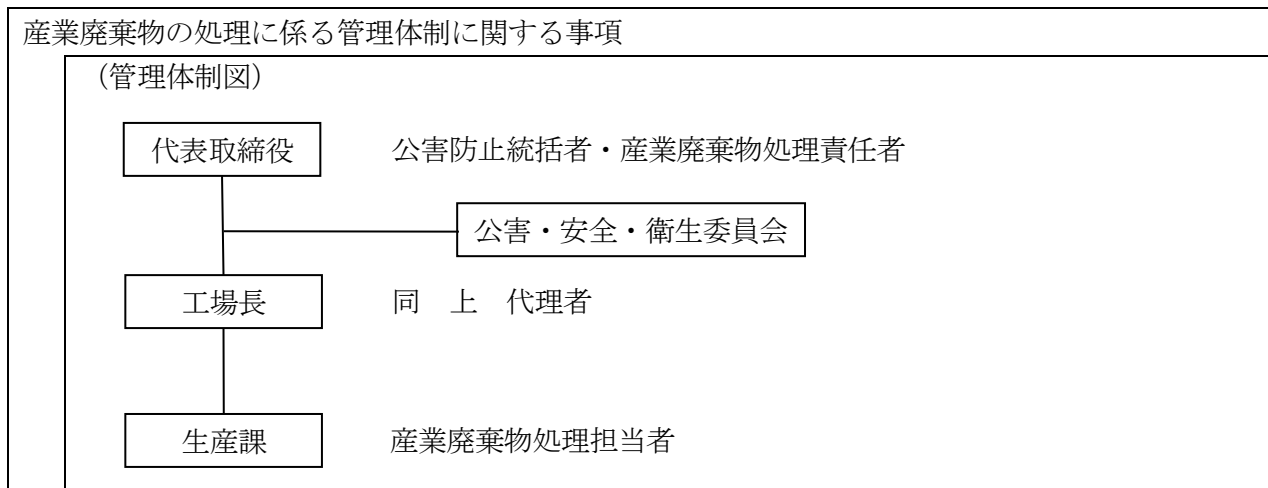 産業廃棄物の処理に係る管理体制に関する事項
（管理体制図）
代表取締役　公害防止統括者・産業廃棄物処理責任者
公害・安全・衛生委員会
工場長　同　上　代理者
生産課　産業廃棄物処理担当者